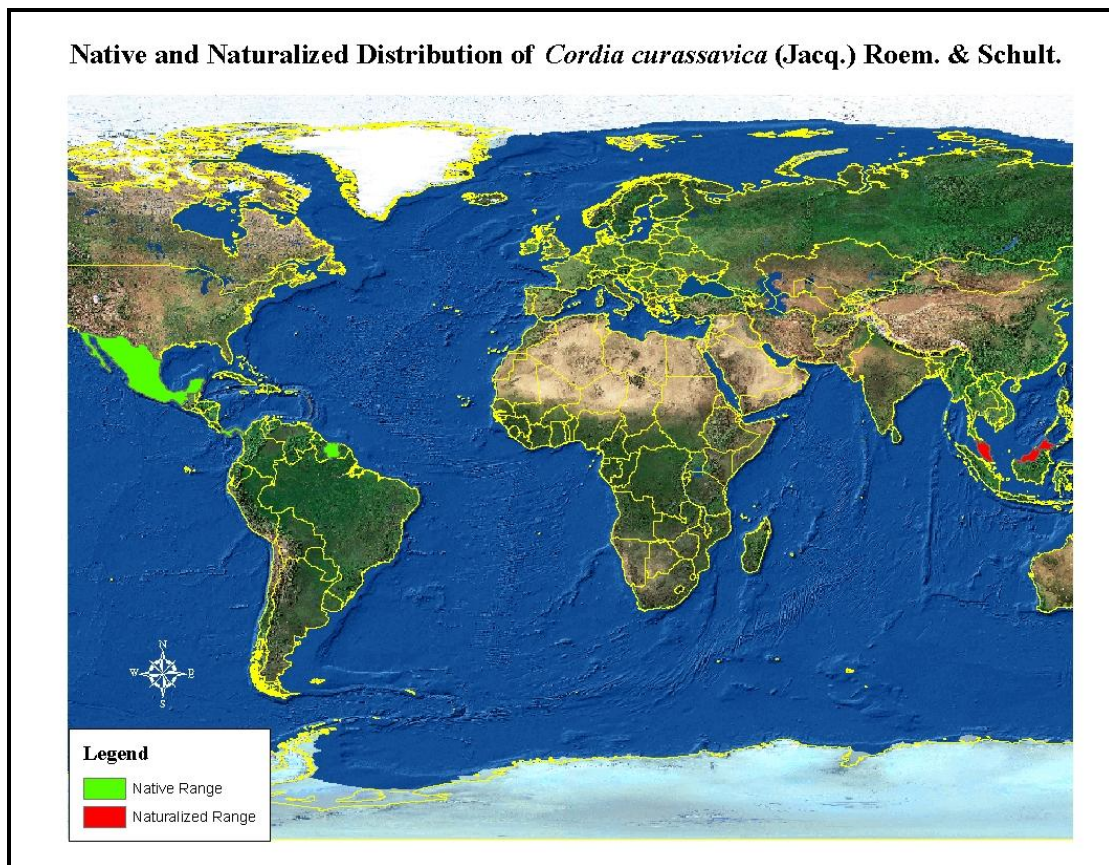 Native and Naturalized Distribution of Cordia curassavica (Jacq.) Roem. & Schult.
N
W E
S
Legend
Native Range
Naturalized Range